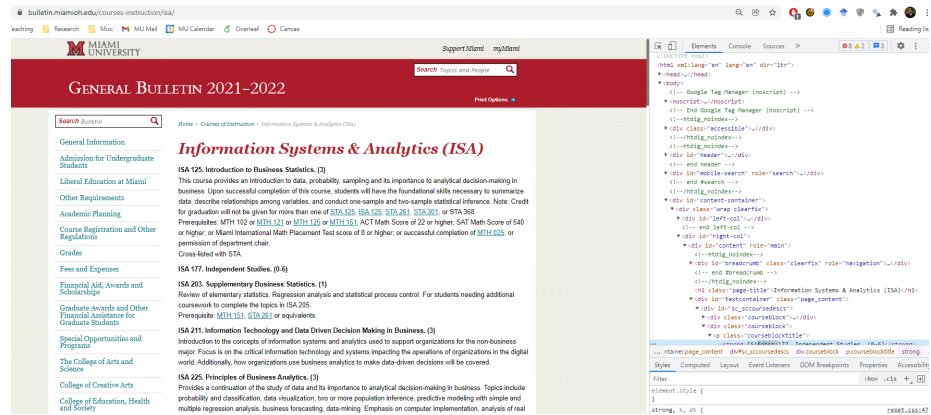 bulletin.miamioh.edu/courses-instruction/isa/
Teaching Research Misc MU Mail MU Calendar Overleaf Canvas Reading lis
MIAMI
UNIVERSITY
Support Miami myMiami
Search Topics and People
GENERAL BULLETIN 2021–2022
Print Options
Search Bulletin
General Information
Admission for Undergraduate
Students
Liberal Education at Miami
Other Requirements
Academic Planning
Course Registration and Other
Regulations
Grades
Fees and Expenses
Financial Aid, Awards and
Scholarships
Graduate Awards and Other
Financial Assistance for
Graduate Students
Special Opportunities and
Programs
The College of Arts and
Science
College of Creative Arts
College of Education, Health
and Society
Home › Courses of Instruction › Information Systems & Analytics (ISA)
Information Systems & Analytics (ISA)
ISA 125. Introduction to Business Statistics. (3)
This course provides an introduction to data, probability, sampling and its importance to analytical decision-making in
business. Upon successful completion of this course, students will have the foundational skills necessary to summarize
data, describe relationships among variables, and conduct one-sample and two-sample statistical inference. Note: Credit
for graduation will not be given for more than one of STA 125, ISA 125, STA 261, STA 301, or STA 368.
Prerequisites: MTH 102 or MTH 121 or MTH 125 or MTH 151; ACT Math Score of 22 or higher; SAT Math Score of 540
or higher; or Miami International Math Placement Test score of 8 or higher; or successful completion of MTH 025; or
permission of department chair.
Cross-listed with STA.
ISA 177. Independent Studies. (0-6)
ISA 203. Supplementary Business Statistics. (1)
Review of elementary statistics. Regression analysis and statistical process control. For students needing additional
coursework to complete the topics in ISA 205.
Prerequisite: MTH 151, STA 261 or equivalents.
ISA 211. Information Technology and Data Driven Decision Making in Business. (3)
Introduction to the concepts of information systems and analytics used to support organizations for the non-business
major. Focus is on the critical information technology and systems impacting the operations of organizations in the digital
world. Additionally, how organizations use business analytics to make data-driven decisions will be covered.
ISA 225. Principles of Business Analytics. (3)
Provides a continuation of the study of data and its importance to analytical decision-making in business. Topics include:
probability and classification, data visualization, two or more population inference, predictive modeling with simple and
multiple regression analysis, business forecasting, data-mining. Emphasis on computer implementation, analysis of real
Elements Console Sources » 8 2 3
<!DOCTYPE html>
<html xml:lang="en" lang="en" dir="ltr">
<head>…</head>
<body>
<!-- Google Tag Manager (noscript) -->
<noscript>…</noscript>
<!-- End Google Tag Manager (noscript) -->
<!--htdig_noindex-->
<div class="accessible">…</div>
<!--/htdig_noindex-->
<!--htdig_noindex-->
<div id="header">…</div>
<!-- end header -->
<div id="mobile-search" role="search">…</div>
<!-- end #search -->
<!--/htdig_noindex-->
<div id="content-container">
<div class="wrap clearfix">
<div id="left-col">…</div>
<!-- end left-col -->
<div id="right-col">
<div id="content" role="main">
<!--htdig_noindex-->
<div id="breadcrumb" class="clearfix" role="navigation">…</div>
<!-- end #breadcrumb -->
<!--/htdig_noindex-->
<h1 class="page-title">Information Systems & Analytics (ISA)</h1>
<div id="textcontainer" class="page_content">
<div id="sc_sccoursedescs">
<div class="courseblock">…</div>
<div class="courseblock">
<p class="courseblocktitle">
... ntainer.page_content div#sc_sccoursedescs div.courseblock p.courseblocktitle strong
Styles Computed Layout Event Listeners DOM Breakpoints Properties Accessibility
Filter :hov .cls +
element.style {
}
strong, b, dt { reset.css:47